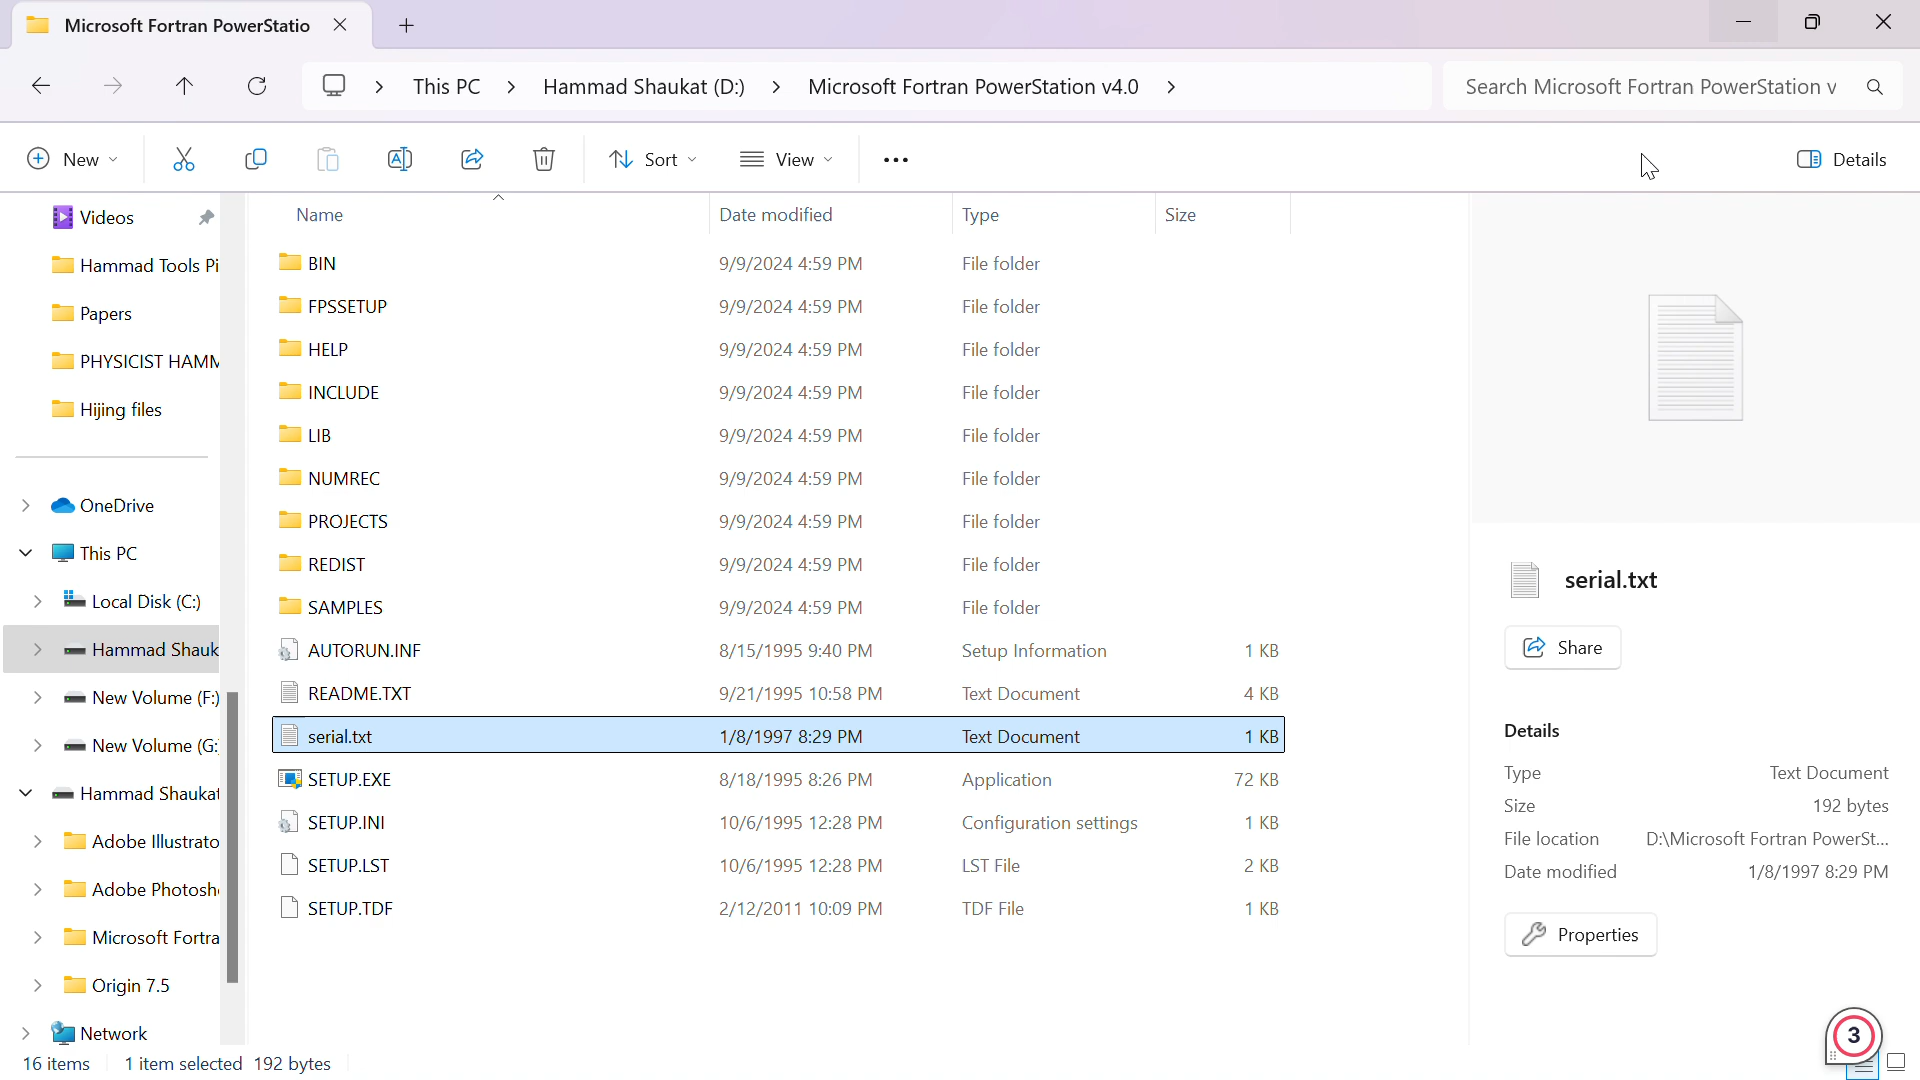 Microsoft Fortran PowerStatio
This PC > Hammad Shaukat (D:) > Microsoft Fortran PowerStation v4.0 >
Search Microsoft Fortran PowerStation v
New
Sort
View
Details
Videos
Hammad Tools Pi
Papers
PHYSICIST HAMM
Hijing files
OneDrive
This PC
Local Disk (C:)
Hammad Shauk
New Volume (F:)
New Volume (G:
Hammad Shaukat
Adobe Illustrato
Adobe Photosh
Microsoft Fortra
Origin 7.5
Network
Name Date modified Type Size
BIN 9/9/2024 4:59 PM File folder
FPSSETUP 9/9/2024 4:59 PM File folder
HELP 9/9/2024 4:59 PM File folder
INCLUDE 9/9/2024 4:59 PM File folder
LIB 9/9/2024 4:59 PM File folder
NUMREC 9/9/2024 4:59 PM File folder
PROJECTS 9/9/2024 4:59 PM File folder
REDIST 9/9/2024 4:59 PM File folder
SAMPLES 9/9/2024 4:59 PM File folder
AUTORUN.INF 8/15/1995 9:40 PM Setup Information 1 KB
README.TXT 9/21/1995 10:58 PM Text Document 4 KB
serial.txt 1/8/1997 8:29 PM Text Document 1 KB
SETUP.EXE 8/18/1995 8:26 PM Application 72 KB
SETUP.INI 10/6/1995 12:28 PM Configuration settings 1 KB
SETUP.LST 10/6/1995 12:28 PM LST File 2 KB
SETUP.TDF 2/12/2011 10:09 PM TDF File 1 KB
serial.txt
Share
Details
Type Text Document
Size 192 bytes
File location D:\Microsoft Fortran PowerSt...
Date modified 1/8/1997 8:29 PM
Properties
3
16 items 1 item selected 192 bytes